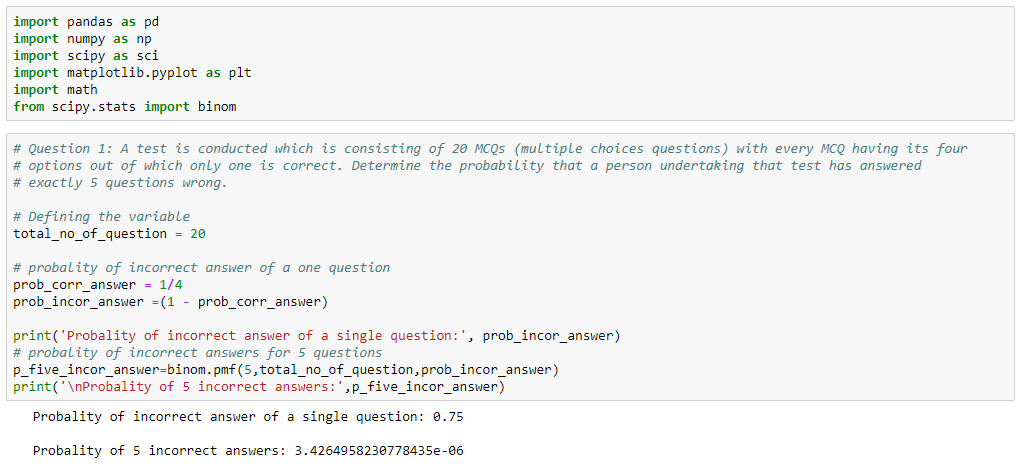 import pandas as pd
import numpy as np
import scipy as sci
import matplotlib.pyplot as plt
import math
from scipy.stats import binom
# Question 1: A test is conducted which is consisting of 20 MCQs (multiple choices questions) with every MCQ having its four
# options out of which only one is correct. Determine the probability that a person undertaking that test has answered
# exactly 5 questions wrong.
# Defining the variable
total_no_of_question = 20
# probality of incorrect answer of a one question
prob_corr_answer = 1/4
prob_incor_answer =(1 - prob_corr_answer)
print('Probality of incorrect answer of a single question:', prob_incor_answer)
# probality of incorrect answers for 5 questions
p_five_incor_answer=binom.pmf(5,total_no_of_question,prob_incor_answer)
print('\nProbality of 5 incorrect answers:',p_five_incor_answer)
Probality of incorrect answer of a single question: 0.75
Probality of 5 incorrect answers: 3.4264958230778435e-06